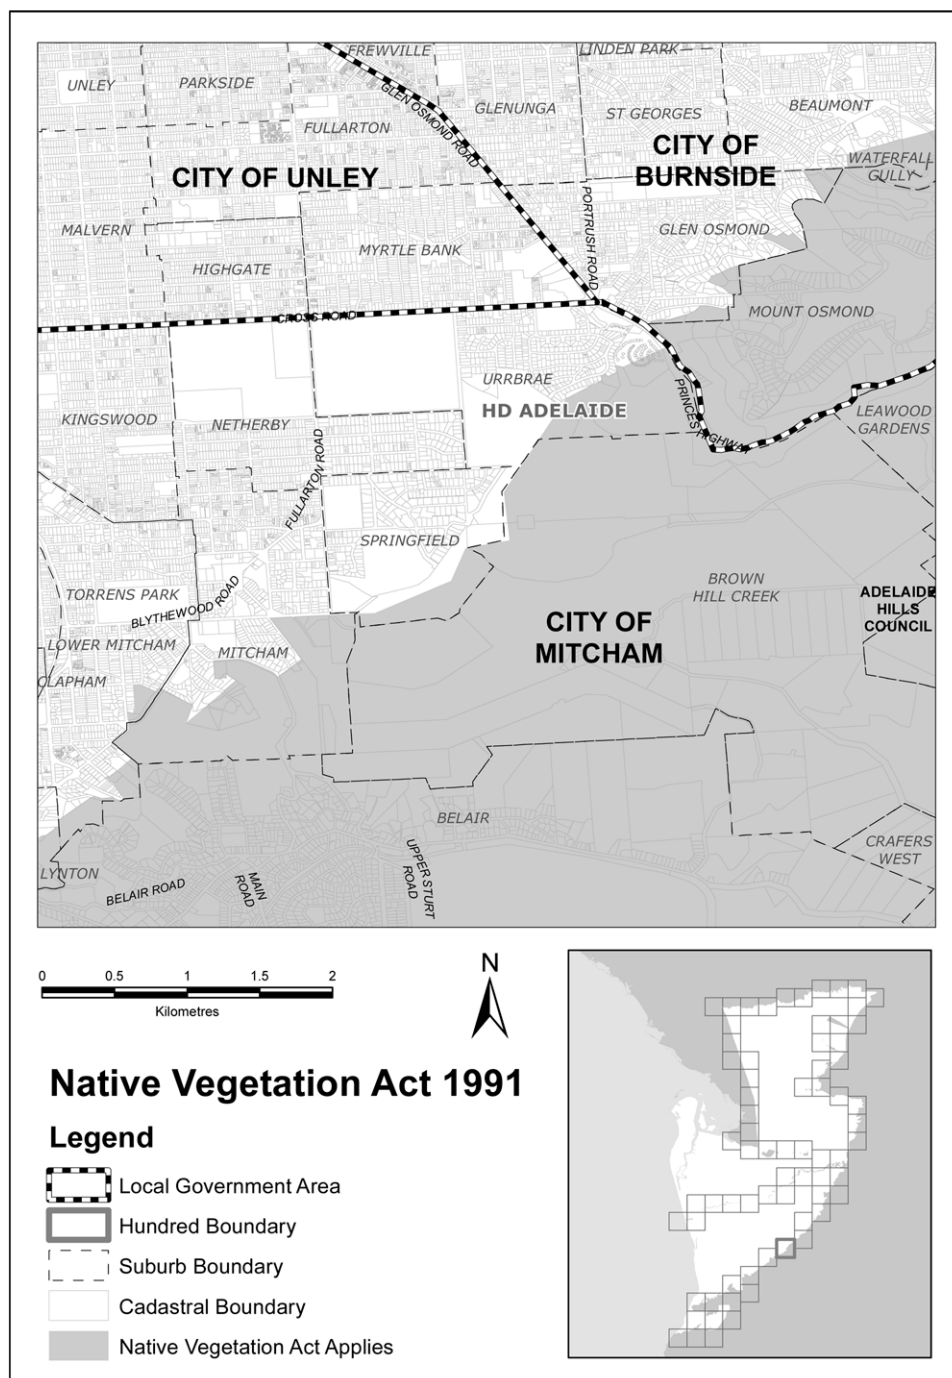 FREWVILLE
LINDEN PARK
UNLEY
PARKSIDE
GLEN OSMOND ROAD
GLENUNGA
ST GEORGES
BEAUMONT
FULLARTON
CITY OF UNLEY
CITY OF
BURNSIDE
WATERFALL
GULLY
PORTRUSH ROAD
MALVERN
MYRTLE BANK
GLEN OSMOND
HIGHGATE
CROSS ROAD
MOUNT OSMOND
URRBRAE
PRINCES HIGHWAY
HD ADELAIDE
LEAWOOD
GARDENS
KINGSWOOD
NETHERBY
FULLARTON ROAD
SPRINGFIELD
BROWN
HILL CREEK
ADELAIDE
HILLS
COUNCIL
TORRENS PARK
BLYTHEWOOD ROAD
CITY OF
MITCHAM
LOWER MITCHAM
MITCHAM
CLAPHAM
BELAIR
CRAFERS
WEST
LYNTON
BELAIR ROAD
MAIN
ROAD
UPPER STURT
ROAD
0 0.5 1 1.5 2
Kilometres
N
Native Vegetation Act 1991
Legend
Local Government Area
Hundred Boundary
Suburb Boundary
Cadastral Boundary
Native Vegetation Act Applies